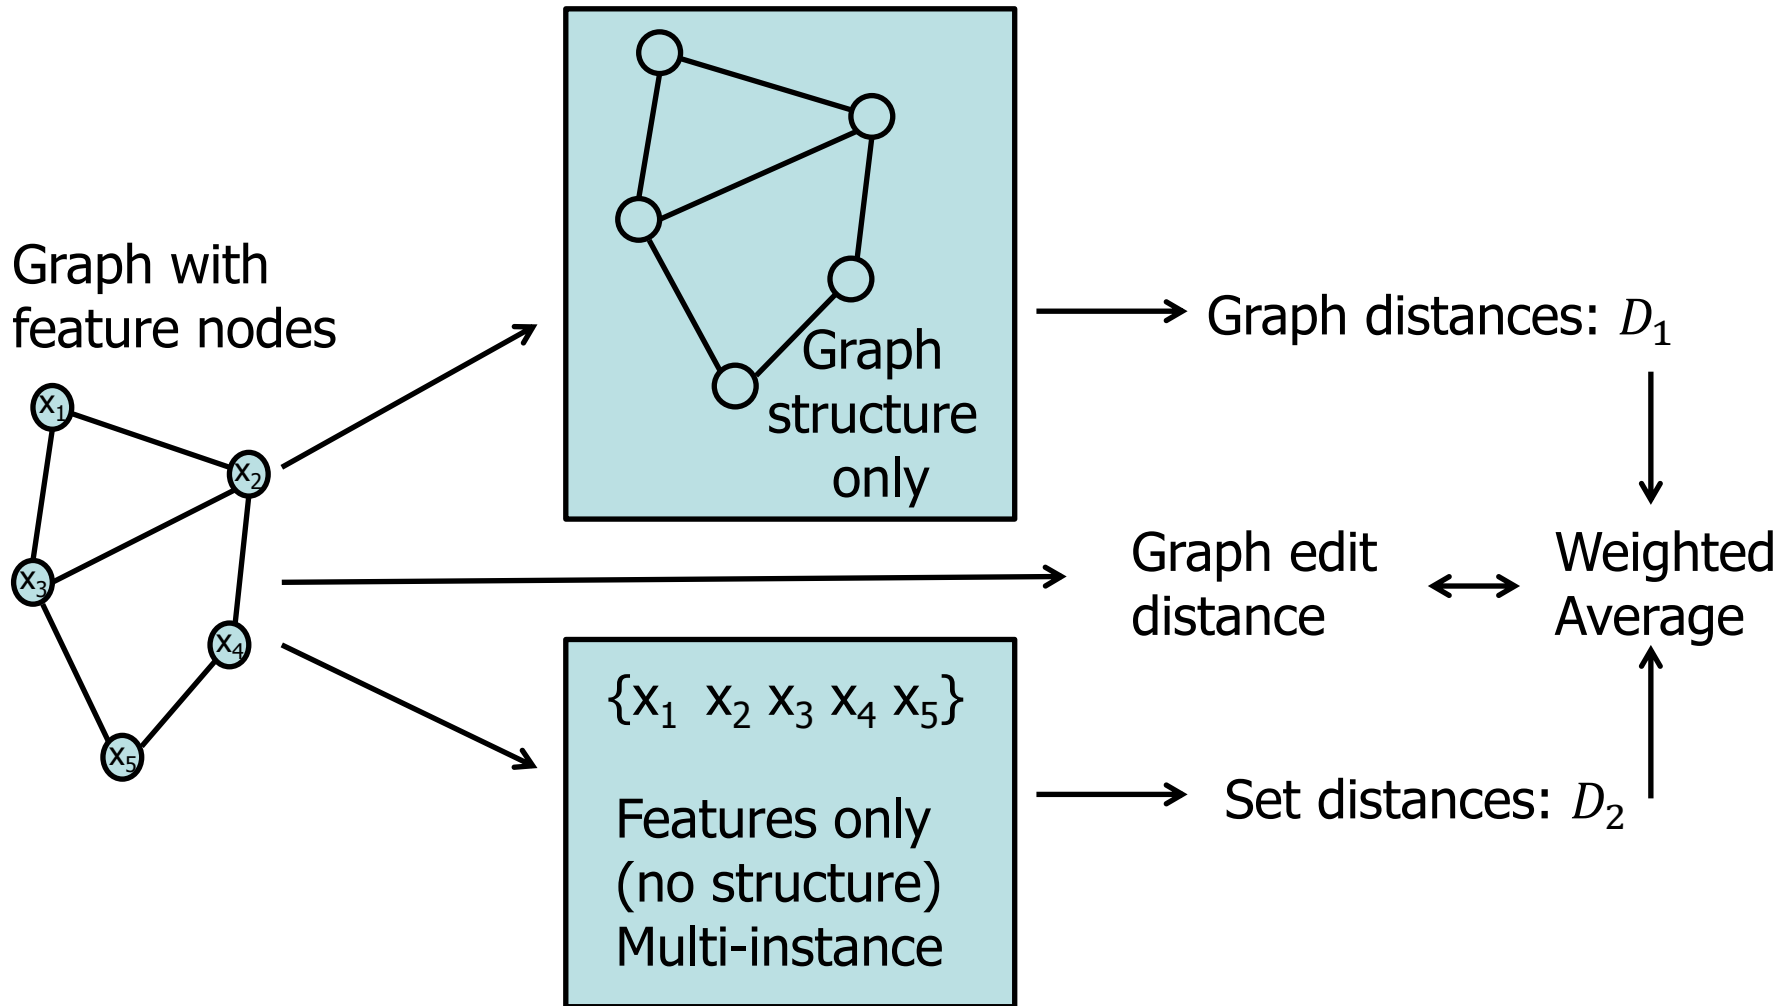 Graph with
feature nodes
x₁
x₂
x₃
x₄
x₅
Graph
structure
only
{x₁ x₂ x₃ x₄ x₅}
Features only
(no structure)
Multi-instance
Graph distances: D₁
Graph edit
distance
Weighted
Average
Set distances: D₂